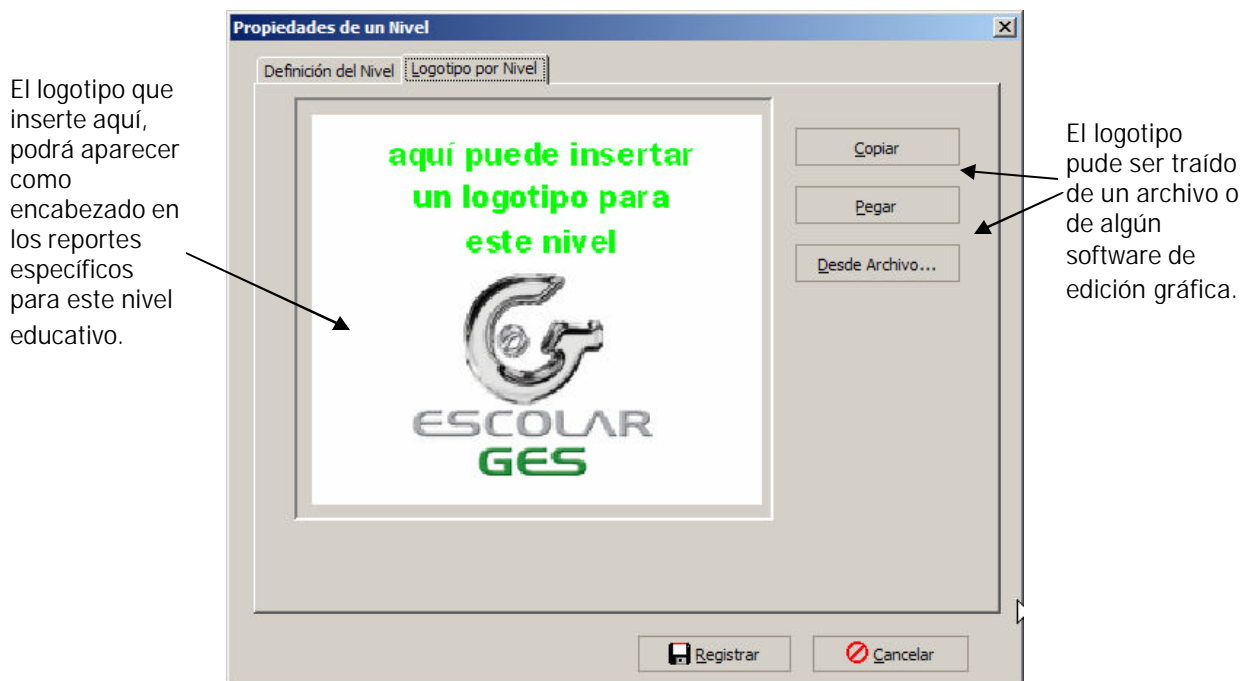 Propiedades de un Nivel
Definición del Nivel
Logotipo por Nivel
El logotipo que
inserte aquí,
podrá aparecer
como
encabezado en
los reportes
específicos
para este nivel
educativo.
aquí puede insertar
un logotipo para
este nivel
ESCOLAR
GES
Copiar
Pegar
Desde Archivo...
El logotipo
pude ser traído
de un archivo o
de algún
software de
edición gráfica.
Registrar
Cancelar